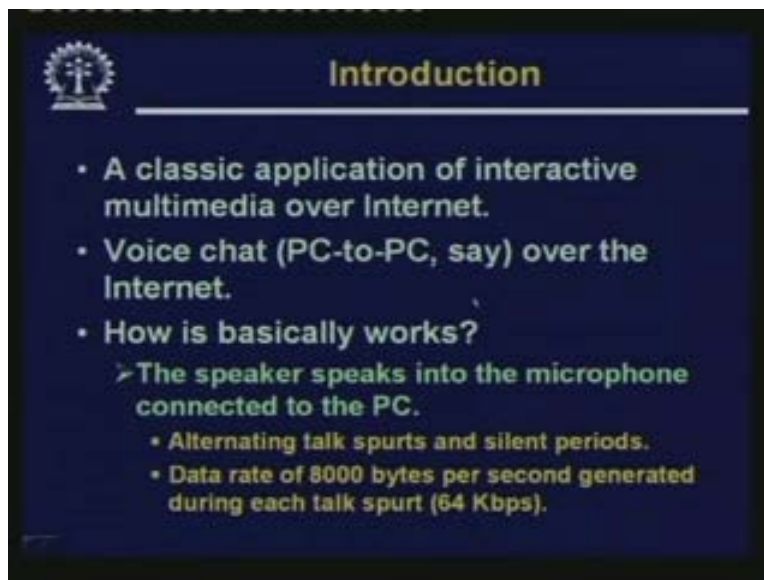 Introduction
• A classic application of interactive
multimedia over Internet.
• Voice chat (PC-to-PC, say) over the
Internet.
• How is basically works?
➢The speaker speaks into the microphone
connected to the PC.
• Alternating talk spurts and silent periods.
• Data rate of 8000 bytes per second generated
during each talk spurt (64 Kbps).